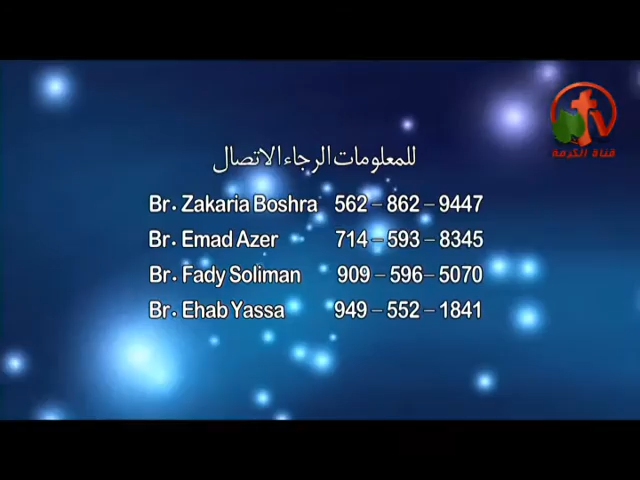 TV
قناة الكرمة
للمعلومات الرجاء الاتصال
Br. Zakaria Boshra 562 - 862 - 9447
Br. Emad Azer 714 - 593 - 8345
Br. Fady Soliman 909 - 596 - 5070
Br. Ehab Yassa 949 - 552 - 1841